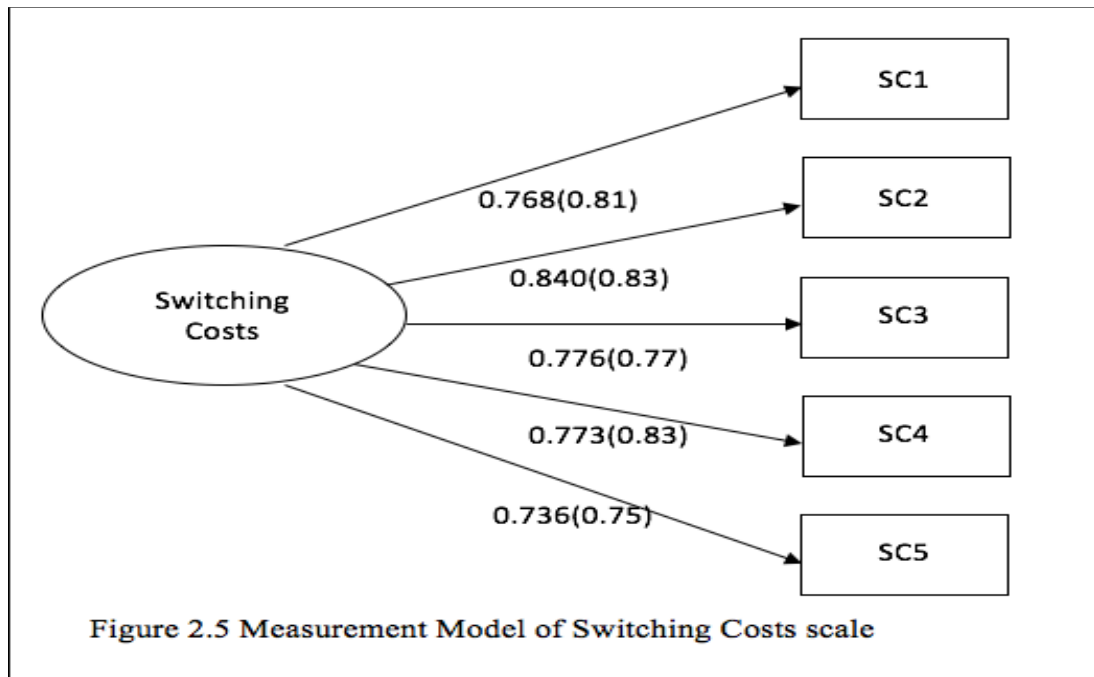 SC1
0.768(0.81)
SC2
0.840(0.83)
Switching
Costs
SC3
0.776(0.77)
SC4
0.773(0.83)
0.736(0.75)
SC5
Figure 2.5 Measurement Model of Switching Costs scale